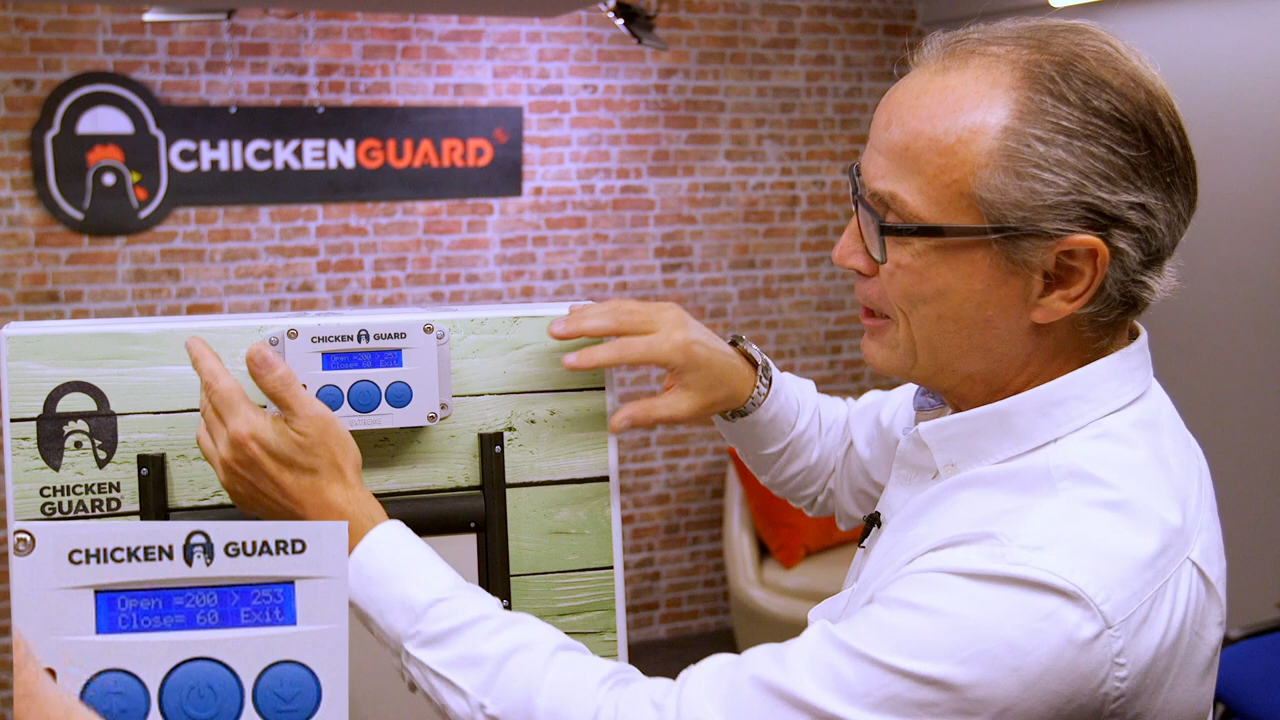 CHICKENGUARD
CHICKEN GUARD
Open =200 > 253
Close= 60 Exit
CHICKEN
GUARD
CHICKEN GUARD
Open =200 > 253
Close= 60 Exit